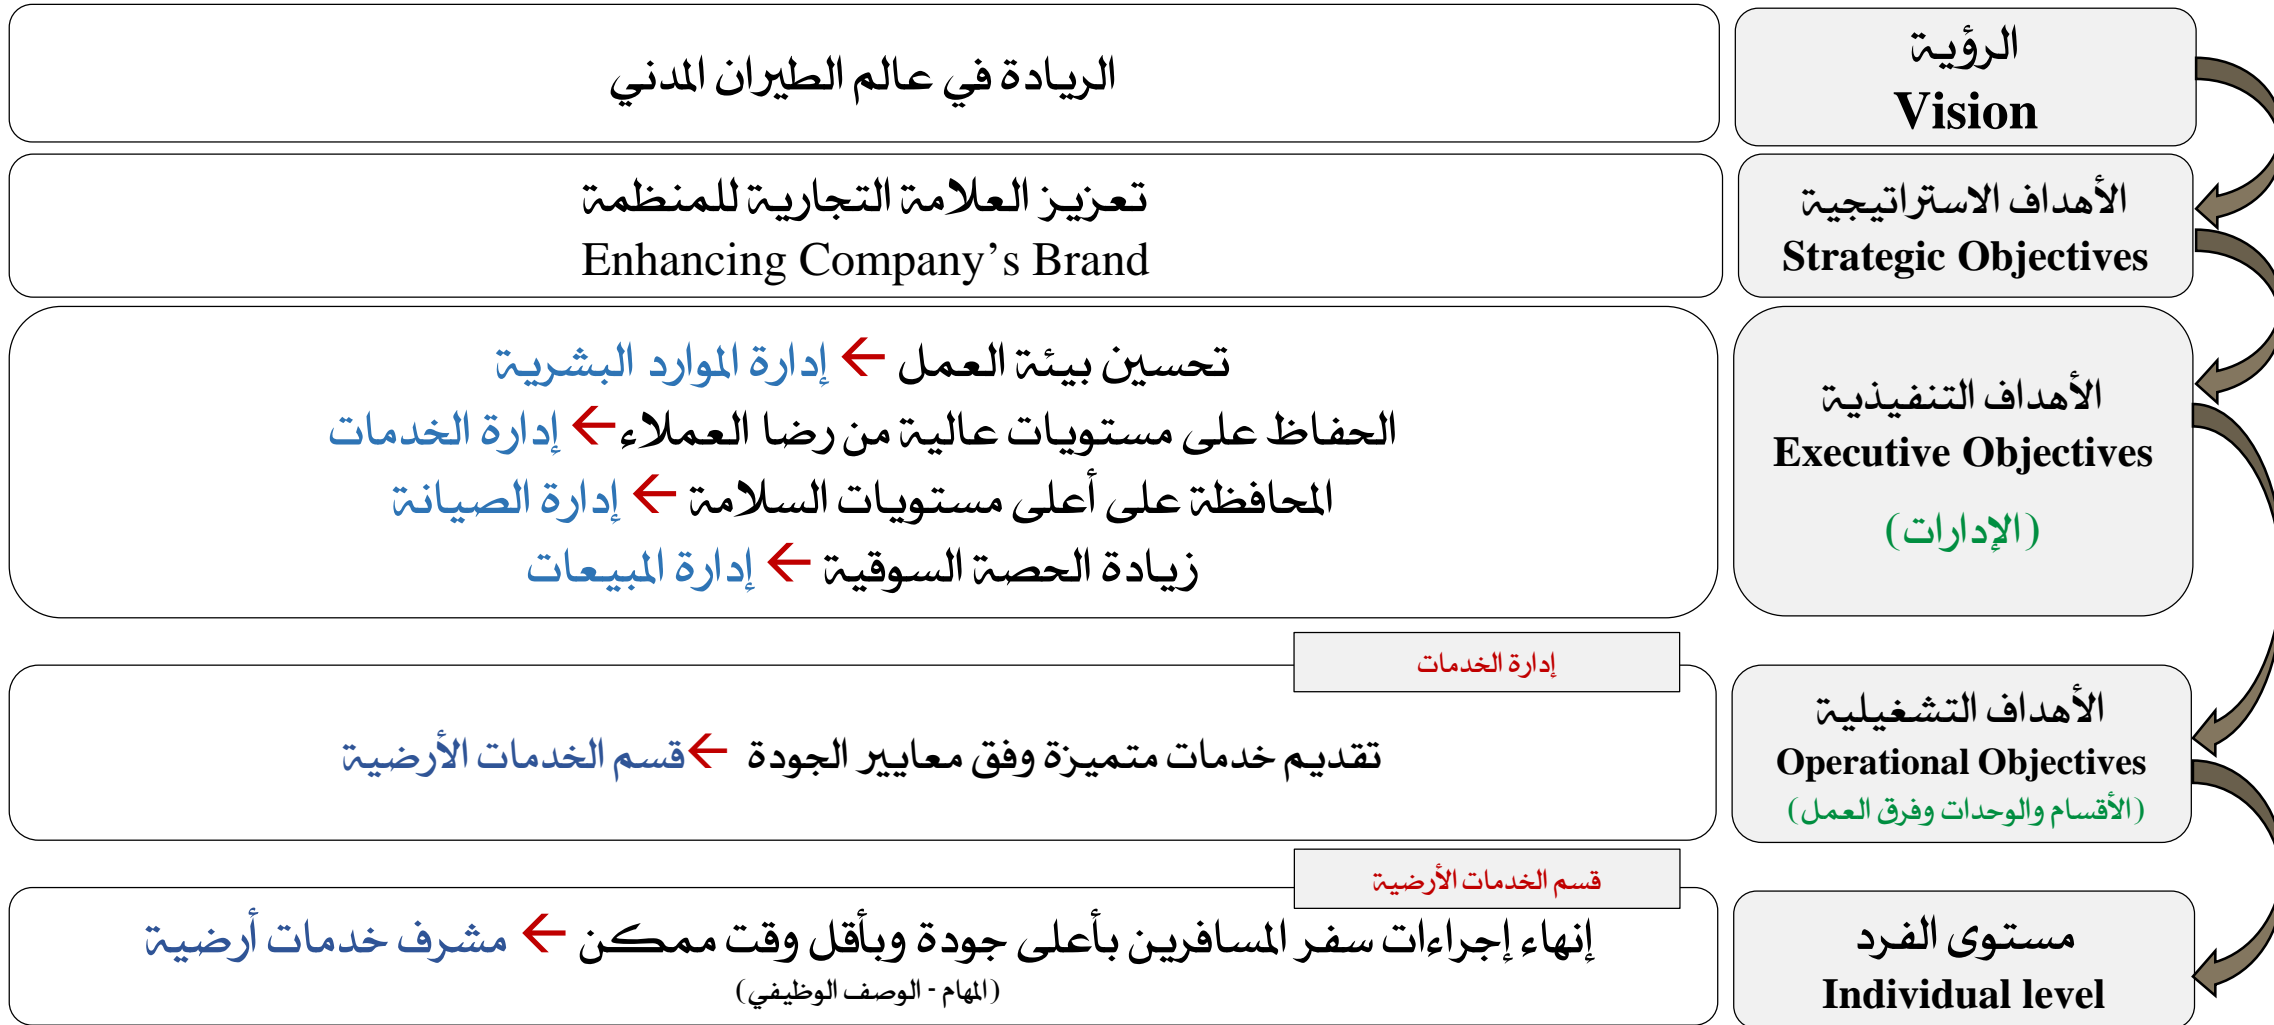 الرؤية
Vision
الريادة في عالم الطيران المدني
الأهداف الاستراتيجية
Strategic Objectives
تعزيز العلامة التجارية للمنظمة
Enhancing Company’s Brand
الأهداف التنفيذية
Executive Objectives
(الإدارات)
تحسين بيئة العمل ← إدارة الموارد البشرية
الحفاظ على مستويات عالية من رضا العملاء ← إدارة الخدمات
المحافظة على أعلى مستويات السلامة ← إدارة الصيانة
زيادة الحصة السوقية ← إدارة المبيعات
الأهداف التشغيلية
Operational Objectives
(الأقسام والوحدات وفرق العمل)
إدارة الخدمات
تقديم خدمات متميزة وفق معايير الجودة ← قسم الخدمات الأرضية
مستوى الفرد
Individual level
قسم الخدمات الأرضية
إنهاء إجراءات سفر المسافرين بأعلى جودة وبأقل وقت ممكن ← مشرف خدمات أرضية
(المهام - الوصف الوظيفي)